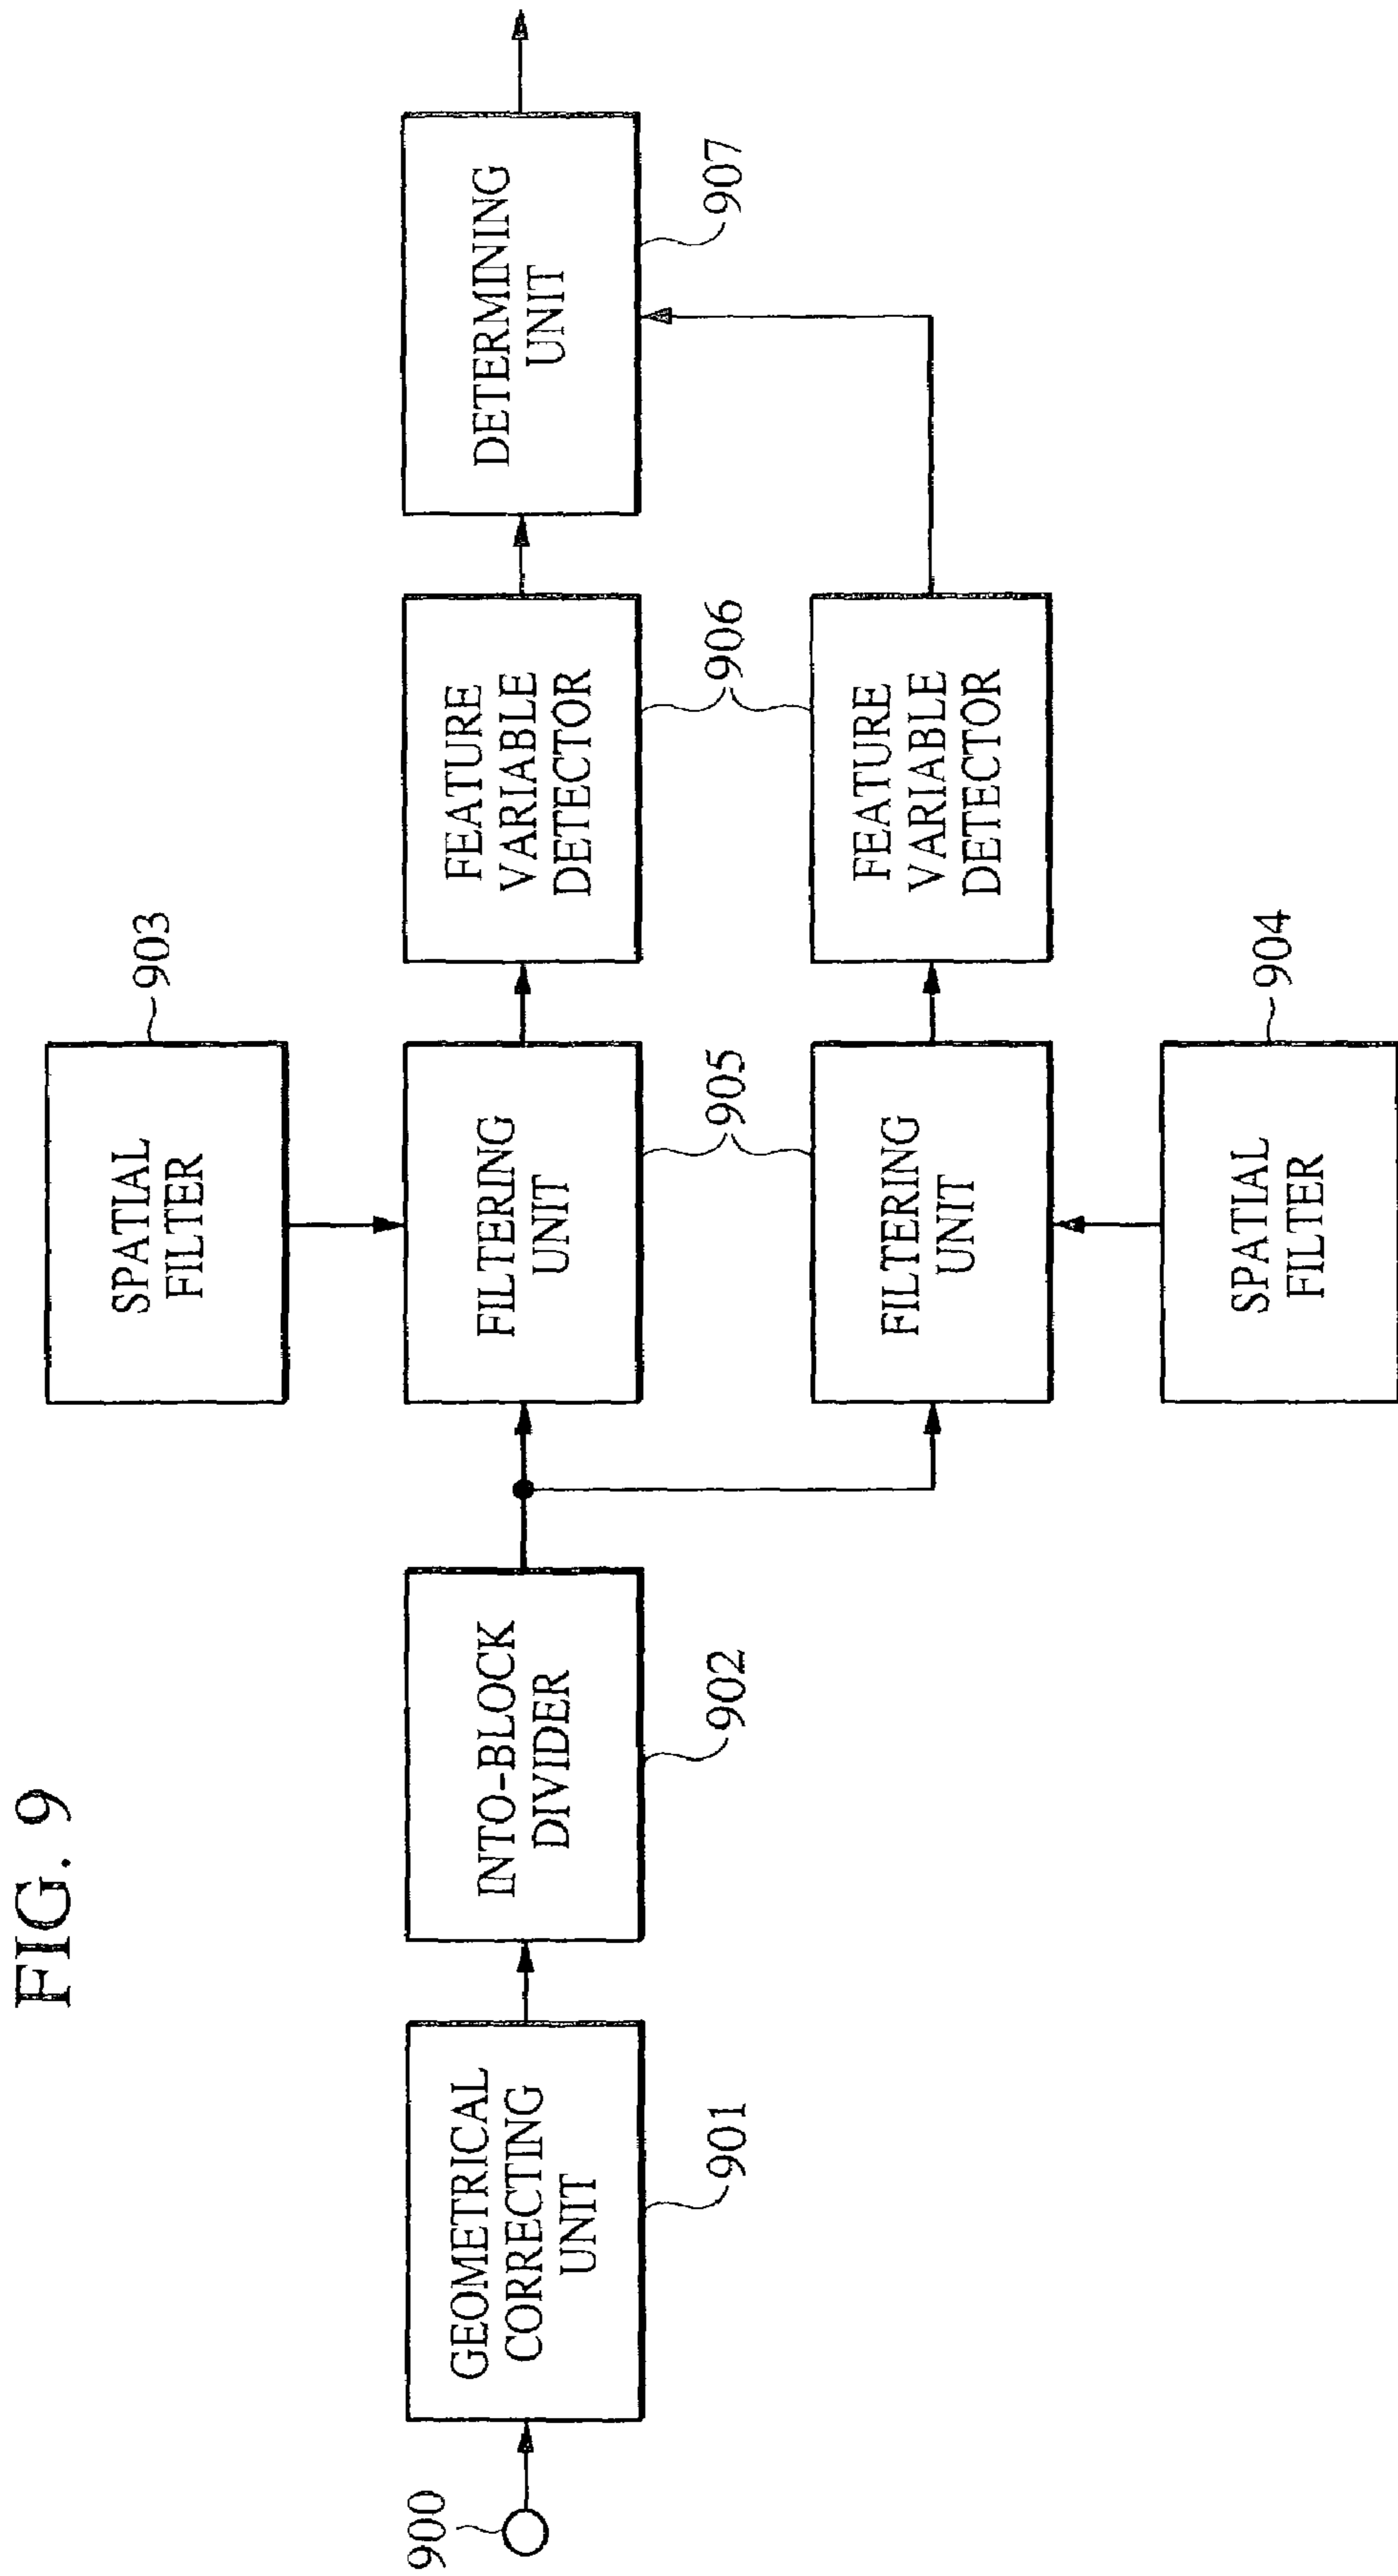 FIG. 9
900
GEOMETRICAL
CORRECTING
UNIT
901
INTO-BLOCK
DIVIDER
902
SPATIAL
FILTER
903
FILTERING
UNIT
905
FILTERING
UNIT
SPATIAL
FILTER
904
FEATURE
VARIABLE
DETECTOR
906
FEATURE
VARIABLE
DETECTOR
DETERMINING
UNIT
907